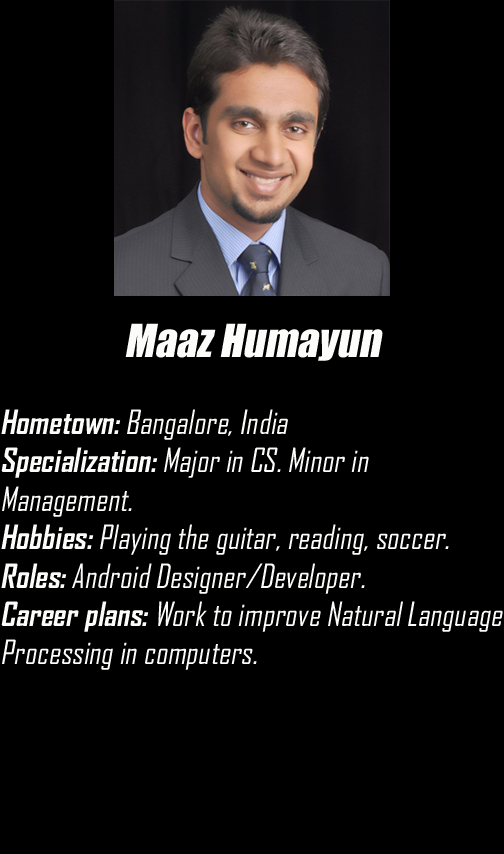 Maaz Humayun
Hometown: Bangalore, India
Specialization: Major in CS. Minor in
Management.
Hobbies: Playing the guitar, reading, soccer.
Roles: Android Designer/Developer.
Career plans: Work to improve Natural Language
Processing in computers.